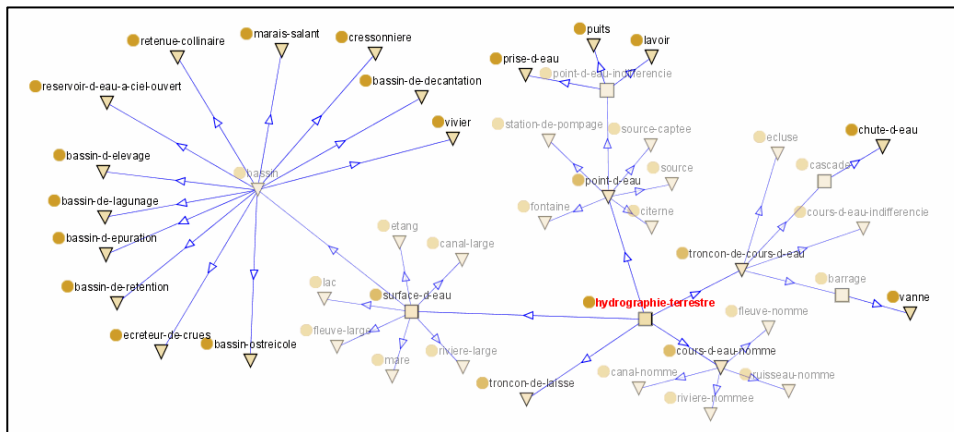 puits
retenue-collinaire
marais-salant
cressonniere
lavoir
prise-d-eau
point-d-eau-indifferencie
reservoir-d-eau-a-ciel-ouvert
bassin-de-decantation
vivier
station-de-pompage
source-captee
ecluse
chute-d-eau
cascade
bassin-d-elevage
bassin
source
point-d-eau
bassin-de-lagunage
fontaine
citerne
cours-d-eau-indifferencie
etang
bassin-d-epuration
canal-large
troncon-de-cours-d-eau
barrage
bassin-de-retention
lac
surface-d-eau
hydrographie-terrestre
vanne
fleuve-nomme
ecreteur-de-crues
bassin-ostreicole
fleuve-large
riviere-large
mare
cours-d-eau-nomme
troncon-de-laisse
canal-nomme
ruisseau-nomme
riviere-nommee